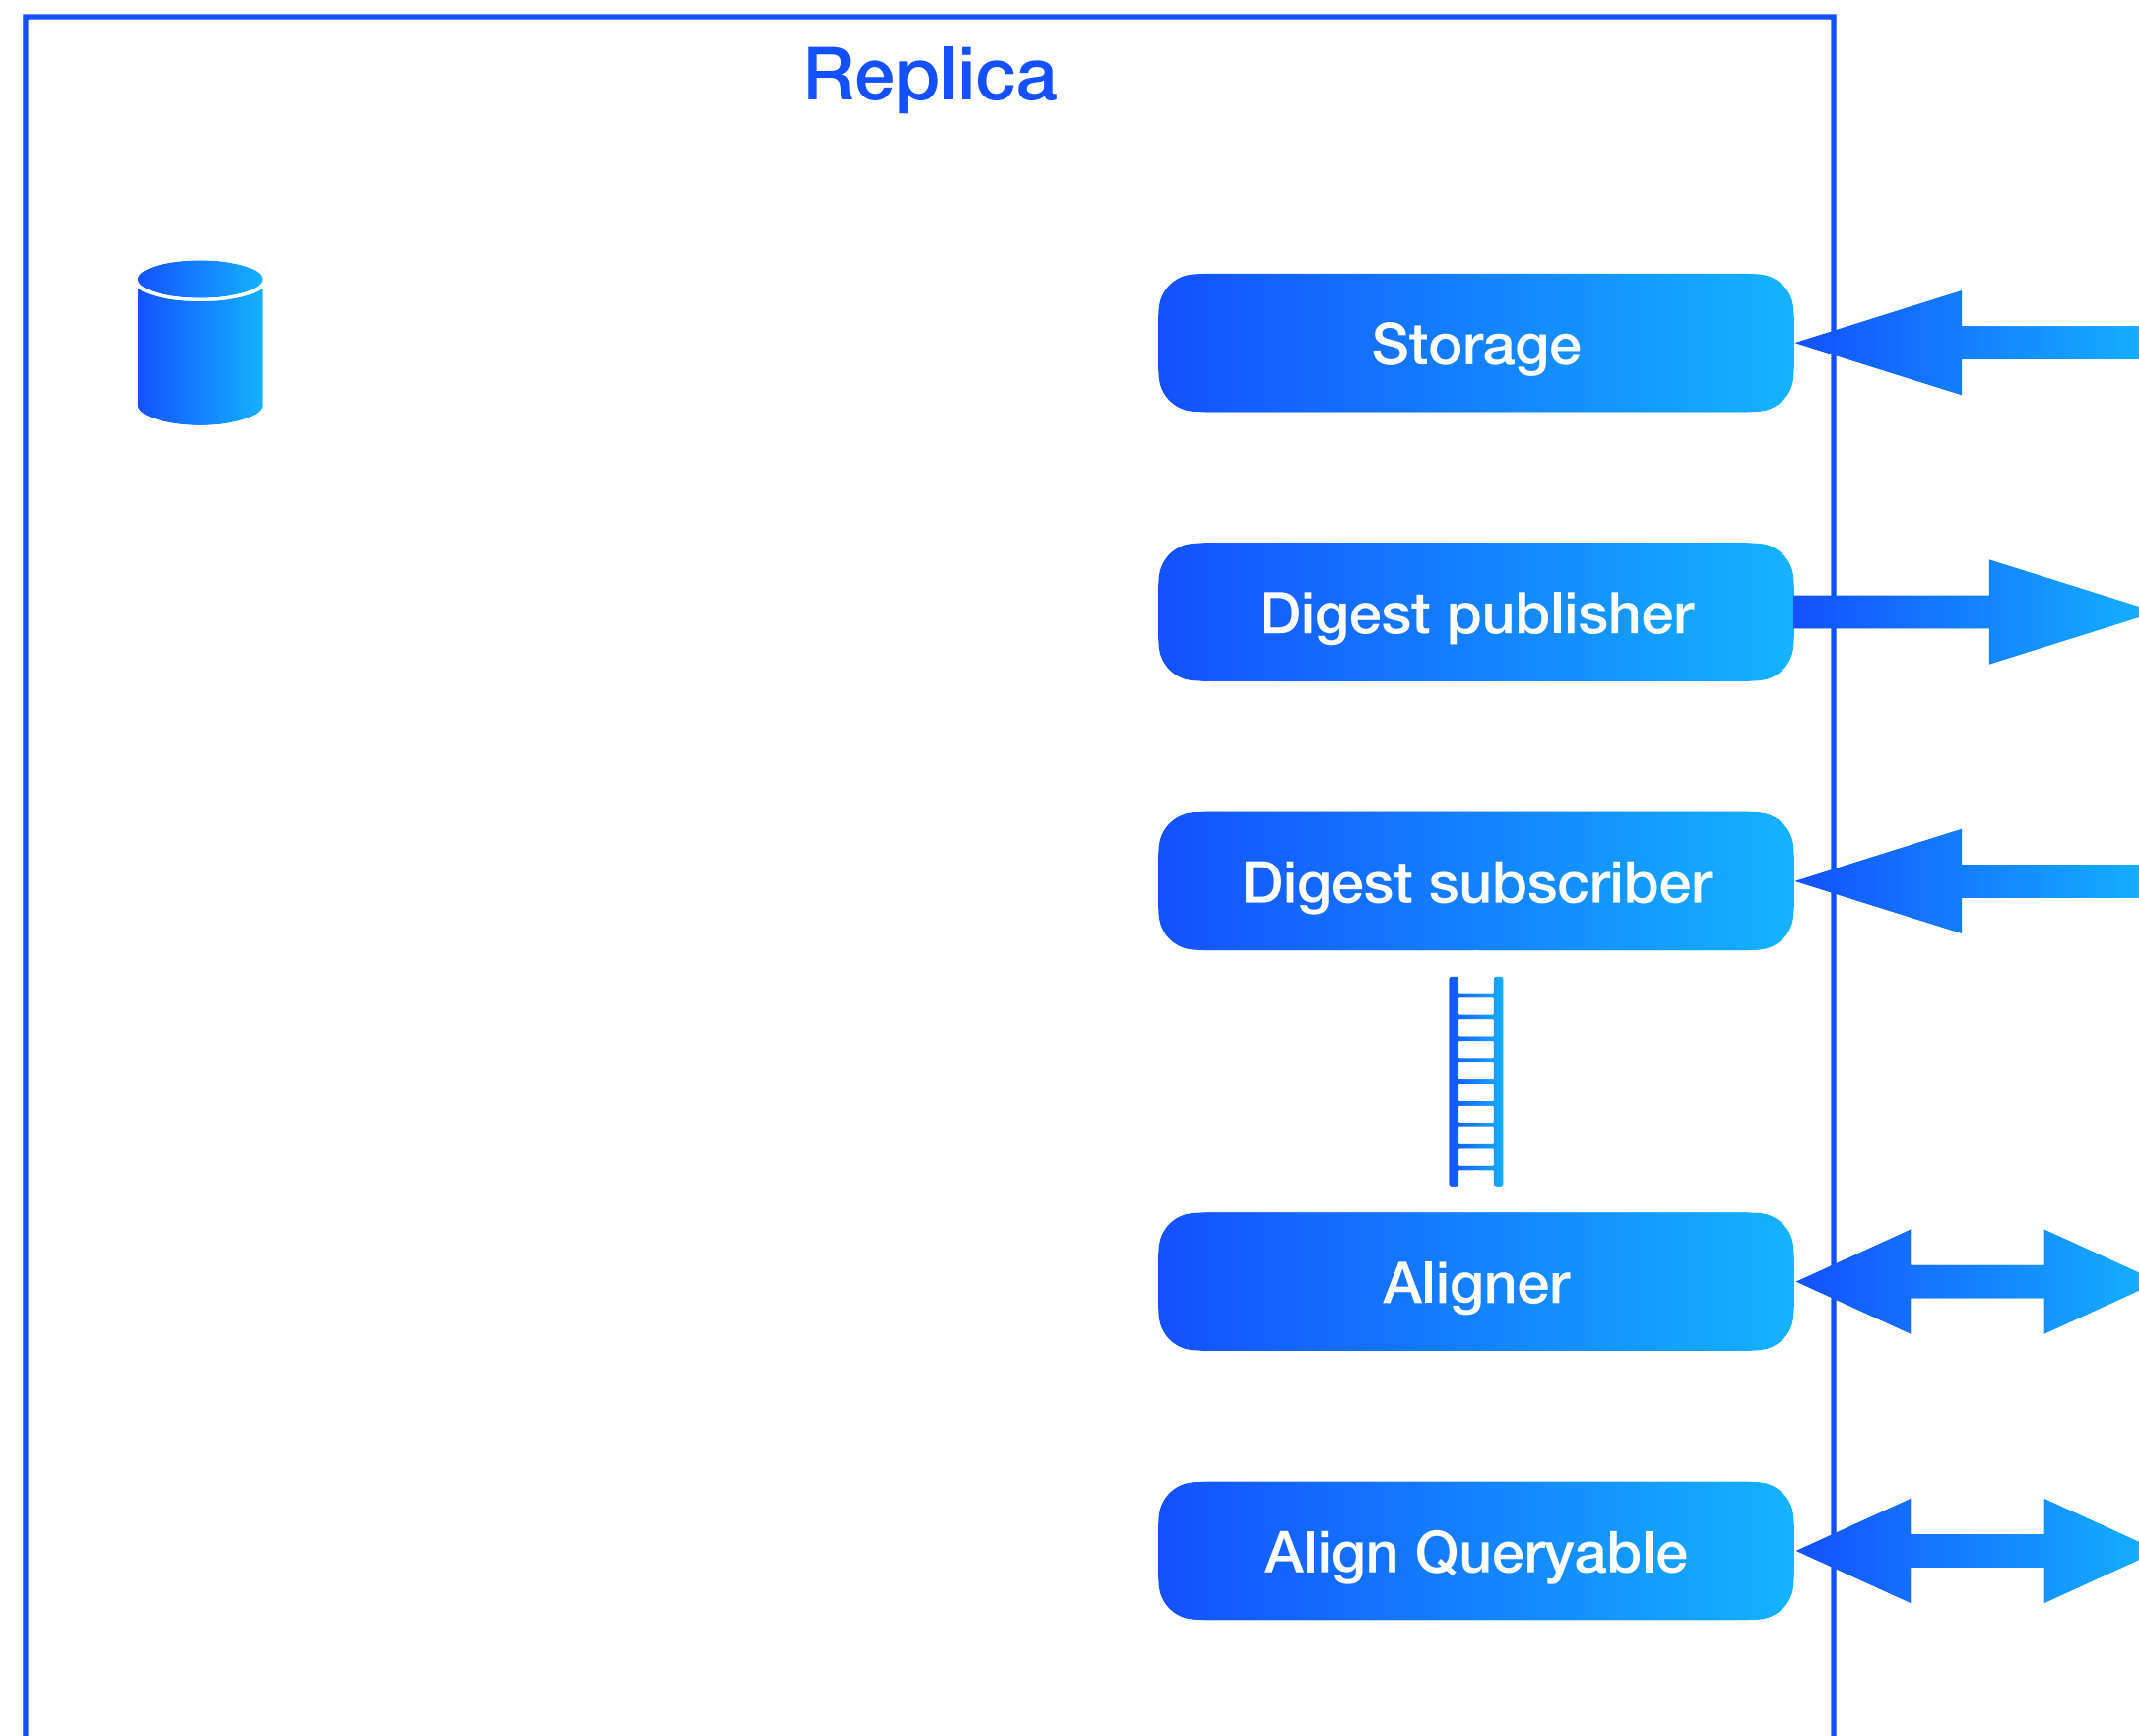 Replica
Storage
Digest publisher
Digest subscriber
Aligner
Align Queryable